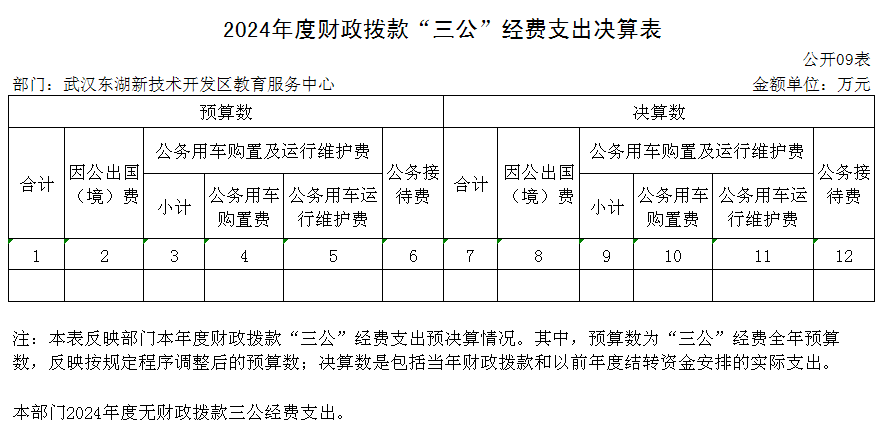 2024年度财政拨款“三公”经费支出决算表
公开09表
部门：武汉东湖新技术开发区教育服务中心 金额单位：万元
预算数 决算数
合计 因公出国（境）费 公务用车购置及运行维护费 公务接待费 合计 因公出国（境）费 公务用车购置及运行维护费 公务接待费
小计 公务用车购置费 公务用车运行维护费 小计 公务用车购置费 公务用车运行维护费
1 2 3 4 5 6 7 8 9 10 11 12
注：本表反映部门本年度财政拨款“三公”经费支出预决算情况。其中，预算数为“三公”经费全年预算
数，反映按规定程序调整后的预算数；决算数是包括当年财政拨款和以前年度结转资金安排的实际支出。
本部门2024年度无财政拨款三公经费支出。